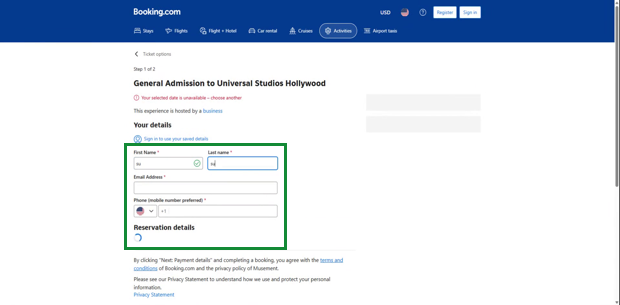 Booking.com
USD
Register
Sign in
Stays
Flights
Flight + Hotel
Car rental
Cruises
Activities
Airport taxis
Ticket options
Step 1 of 2
General Admission to Universal Studios Hollywood
Your selected date is unavailable – choose another
This experience is hosted by a business
Your details
Sign in to use your saved details
First Name *
Last name *
Email Address *
Phone (mobile number preferred) *
+1
Reservation details
By clicking "Next: Payment details" and completing a booking, you agree with the terms and
conditions of Booking.com and the privacy policy of Musement.
Please see our Privacy Statement to understand how we use and protect your personal
information.
Privacy Statement